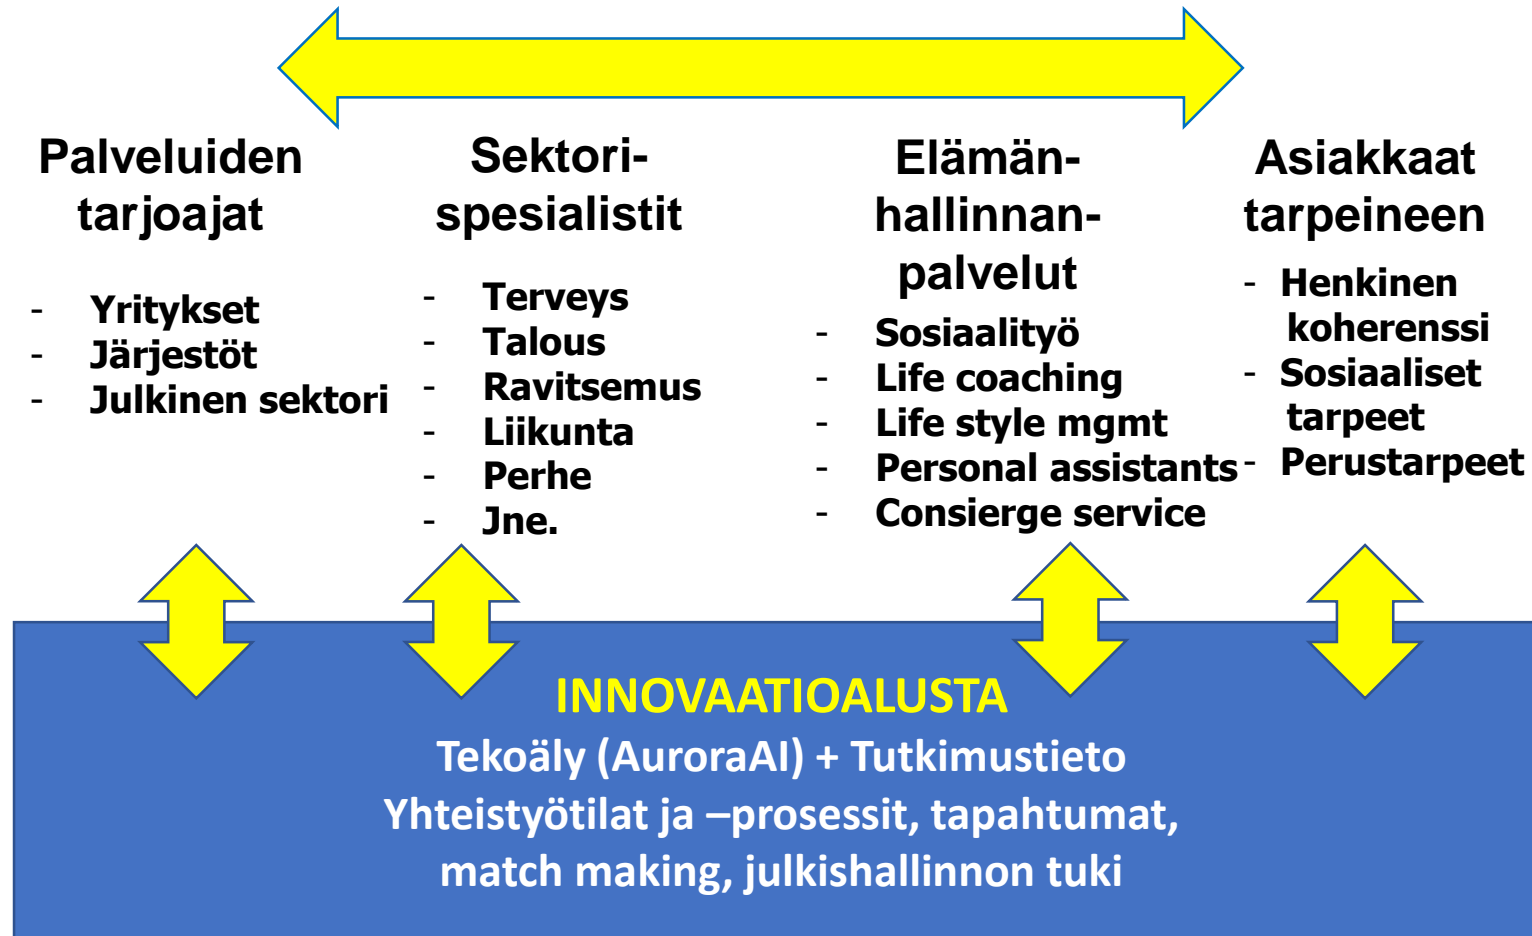 Palveluiden
tarjoajat
- Yritykset
- Järjestöt
- Julkinen sektori
Sektori-
spesialistit
- Terveys
- Talous
- Ravitsemus
- Liikunta
- Perhe
- Jne.
Elämän-
hallinnan-
palvelut
- Sosiaalityö
- Life coaching
- Life style mgmt
- Personal assistants
- Consierge service
Asiakkaat
tarpeineen
- Henkinen
koherenssi
- Sosiaaliset
tarpeet
- Perustarpeet
INNOVAATIOALUSTA
Tekoäly (AuroraAI) + Tutkimustieto
Yhteistyötilat ja –prosessit, tapahtumat,
match making, julkishallinnon tuki